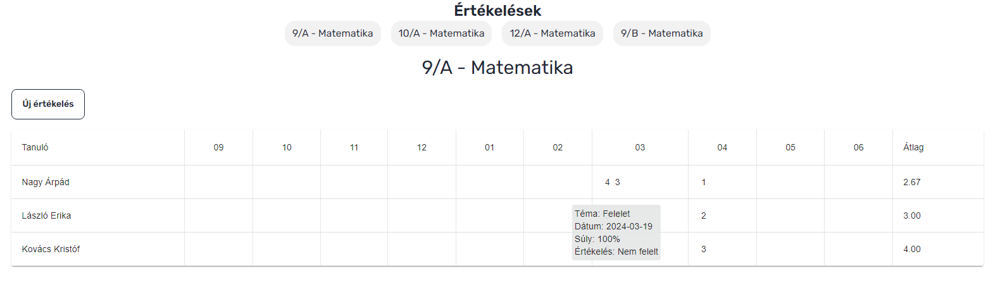 Értékelések
9/A - Matematika 10/A - Matematika 12/A - Matematika 9/B - Matematika
9/A - Matematika
Új értékelés
Tanuló 09 10 11 12 01 02 03 04 05 06 Átlag
Nagy Árpád 4 3 1 2.67
László Erika 2 3.00
Kovács Kristóf 3 4.00
Téma: Felelet
Dátum: 2024-03-19
Súly: 100%
Értékelés: Nem felelt